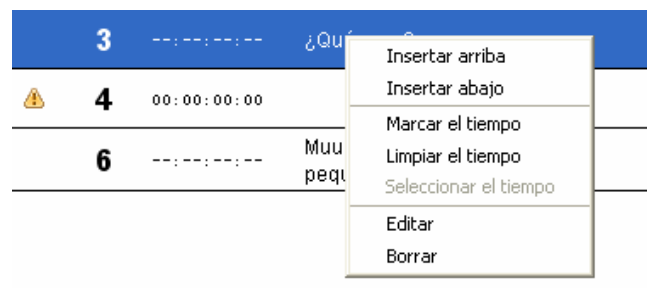 3 --:--:--:-- ¿Qu
Insertar arriba
Insertar abajo
4 00:00:00:00
Marcar el tiempo
6 --:--:--:-- Muu
pequ
Limpiar el tiempo
Seleccionar el tiempo
Editar
Borrar